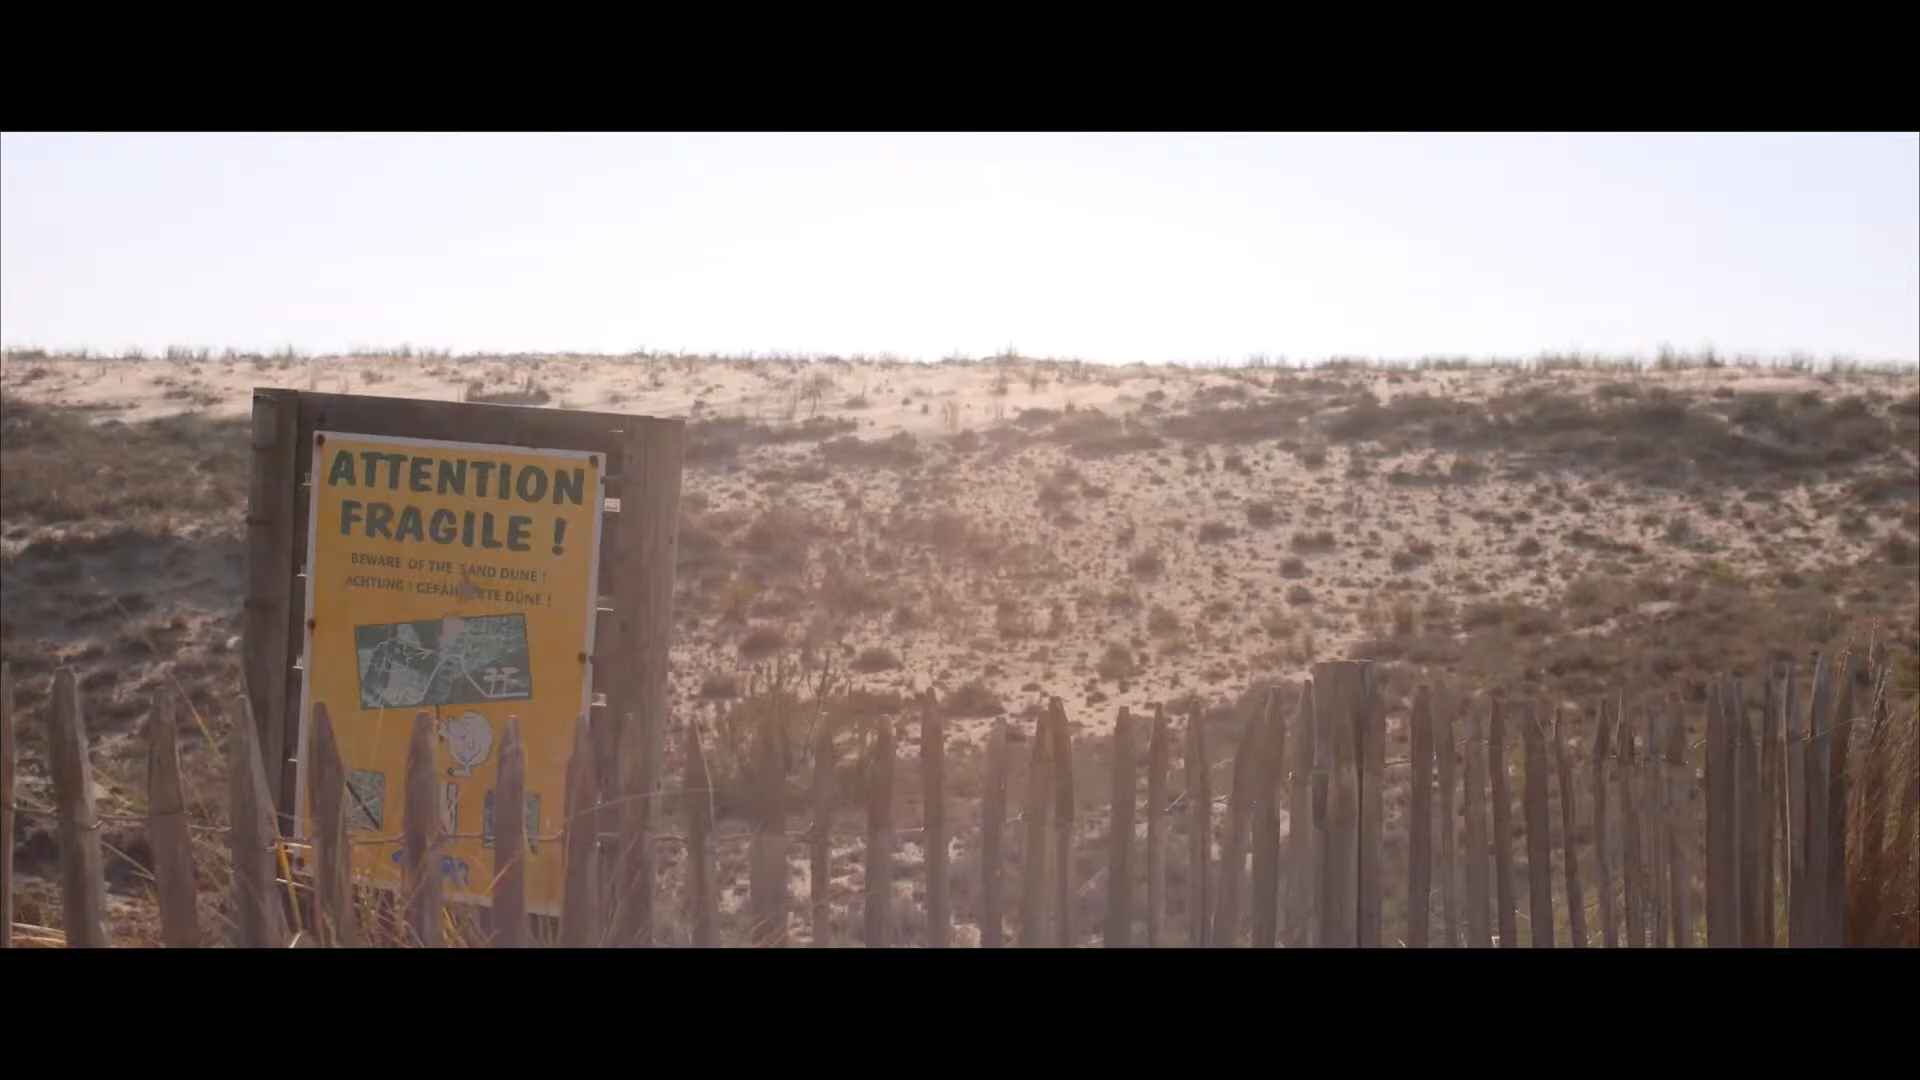 ATTENTION
FRAGILE !
BEWARE OF THE SAND DUNE !
ACHTUNG ! DÜNE !